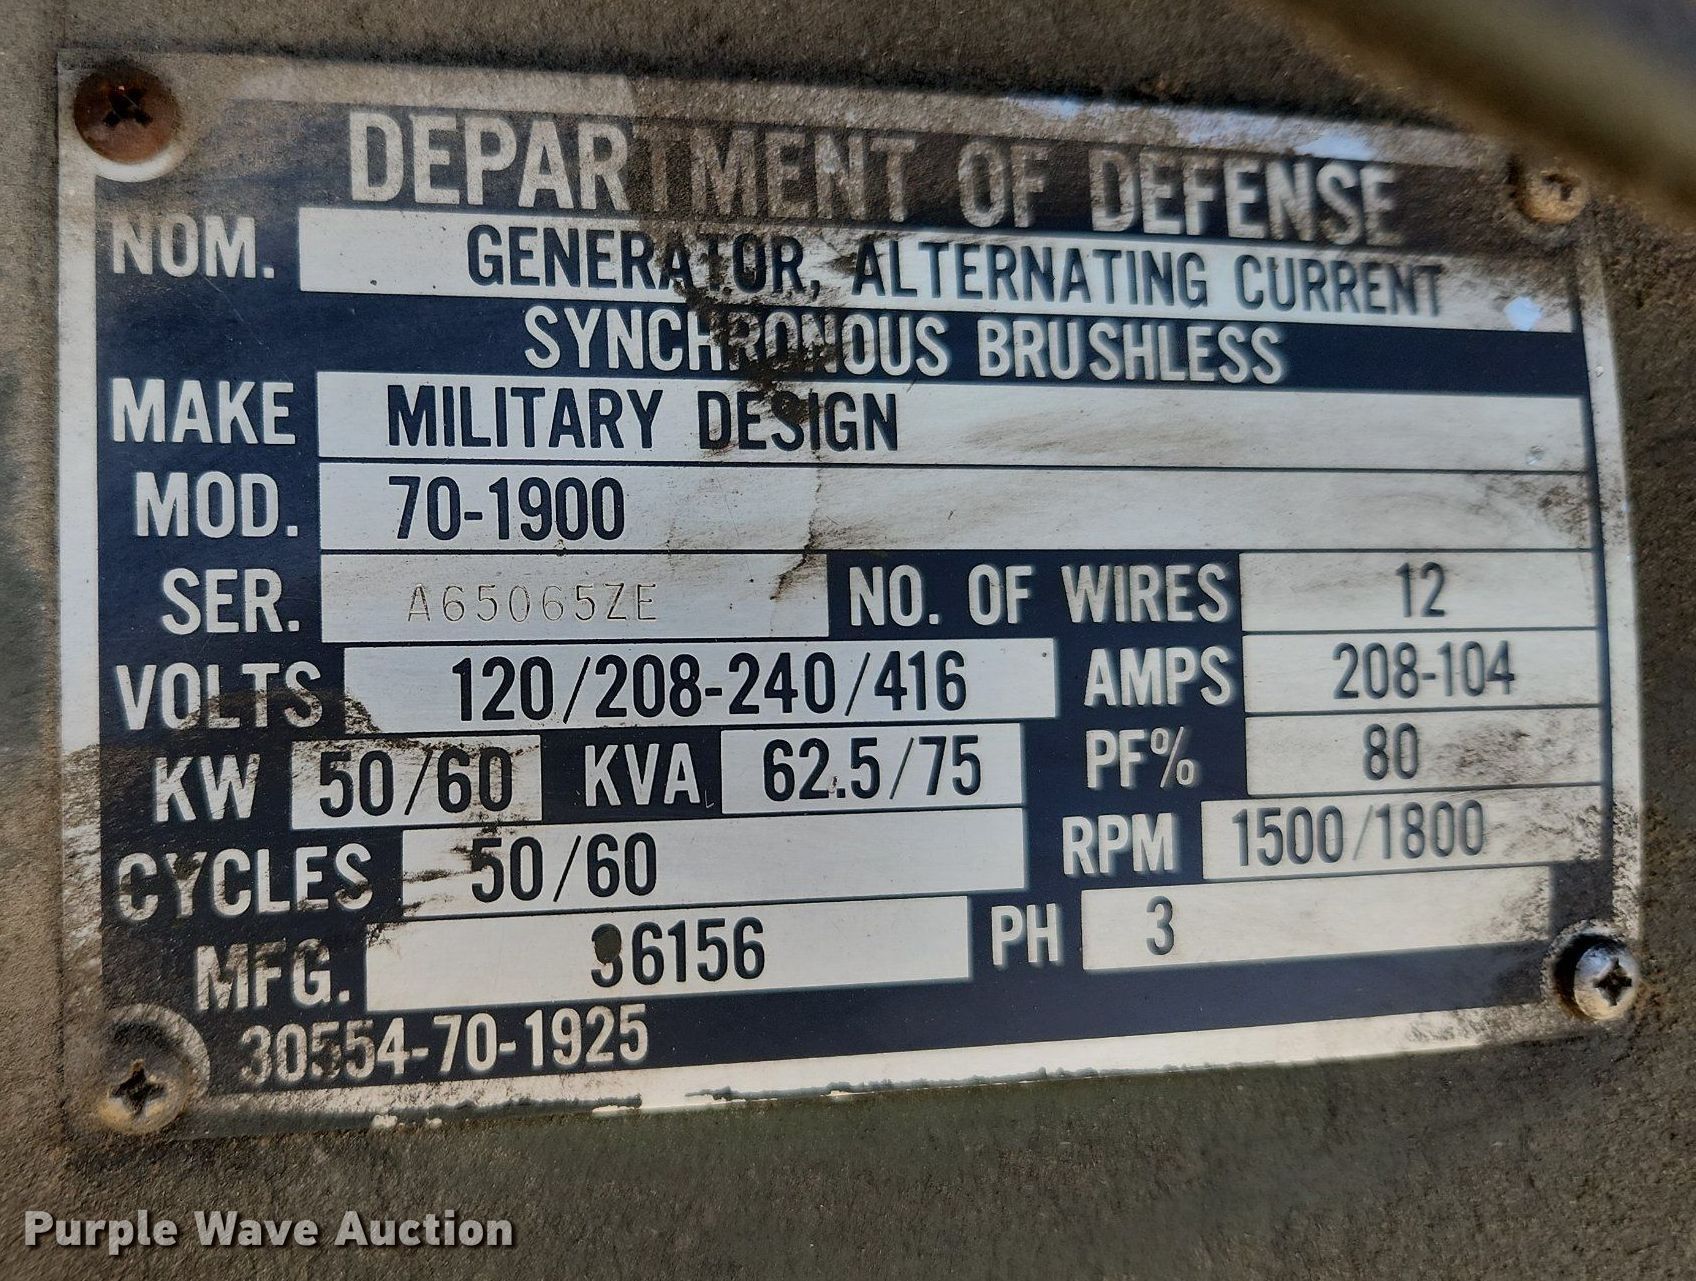 DEPARTMENT OF DEFENSE
NOM. GENERATOR, ALTERNATING CURRENT
SYNCHRONOUS BRUSHLESS
MAKE MILITARY DESIGN
MOD. 70-1900
SER. A65065ZE NO. OF WIRES 12
VOLTS 120/208-240/416 AMPS 208-104
KW 50/60 KVA 62.5/75 PF% 80
CYCLES 50/60 RPM 1500/1800
MFG. 96156 PH 3
30554-70-1925
Purple Wave Auction